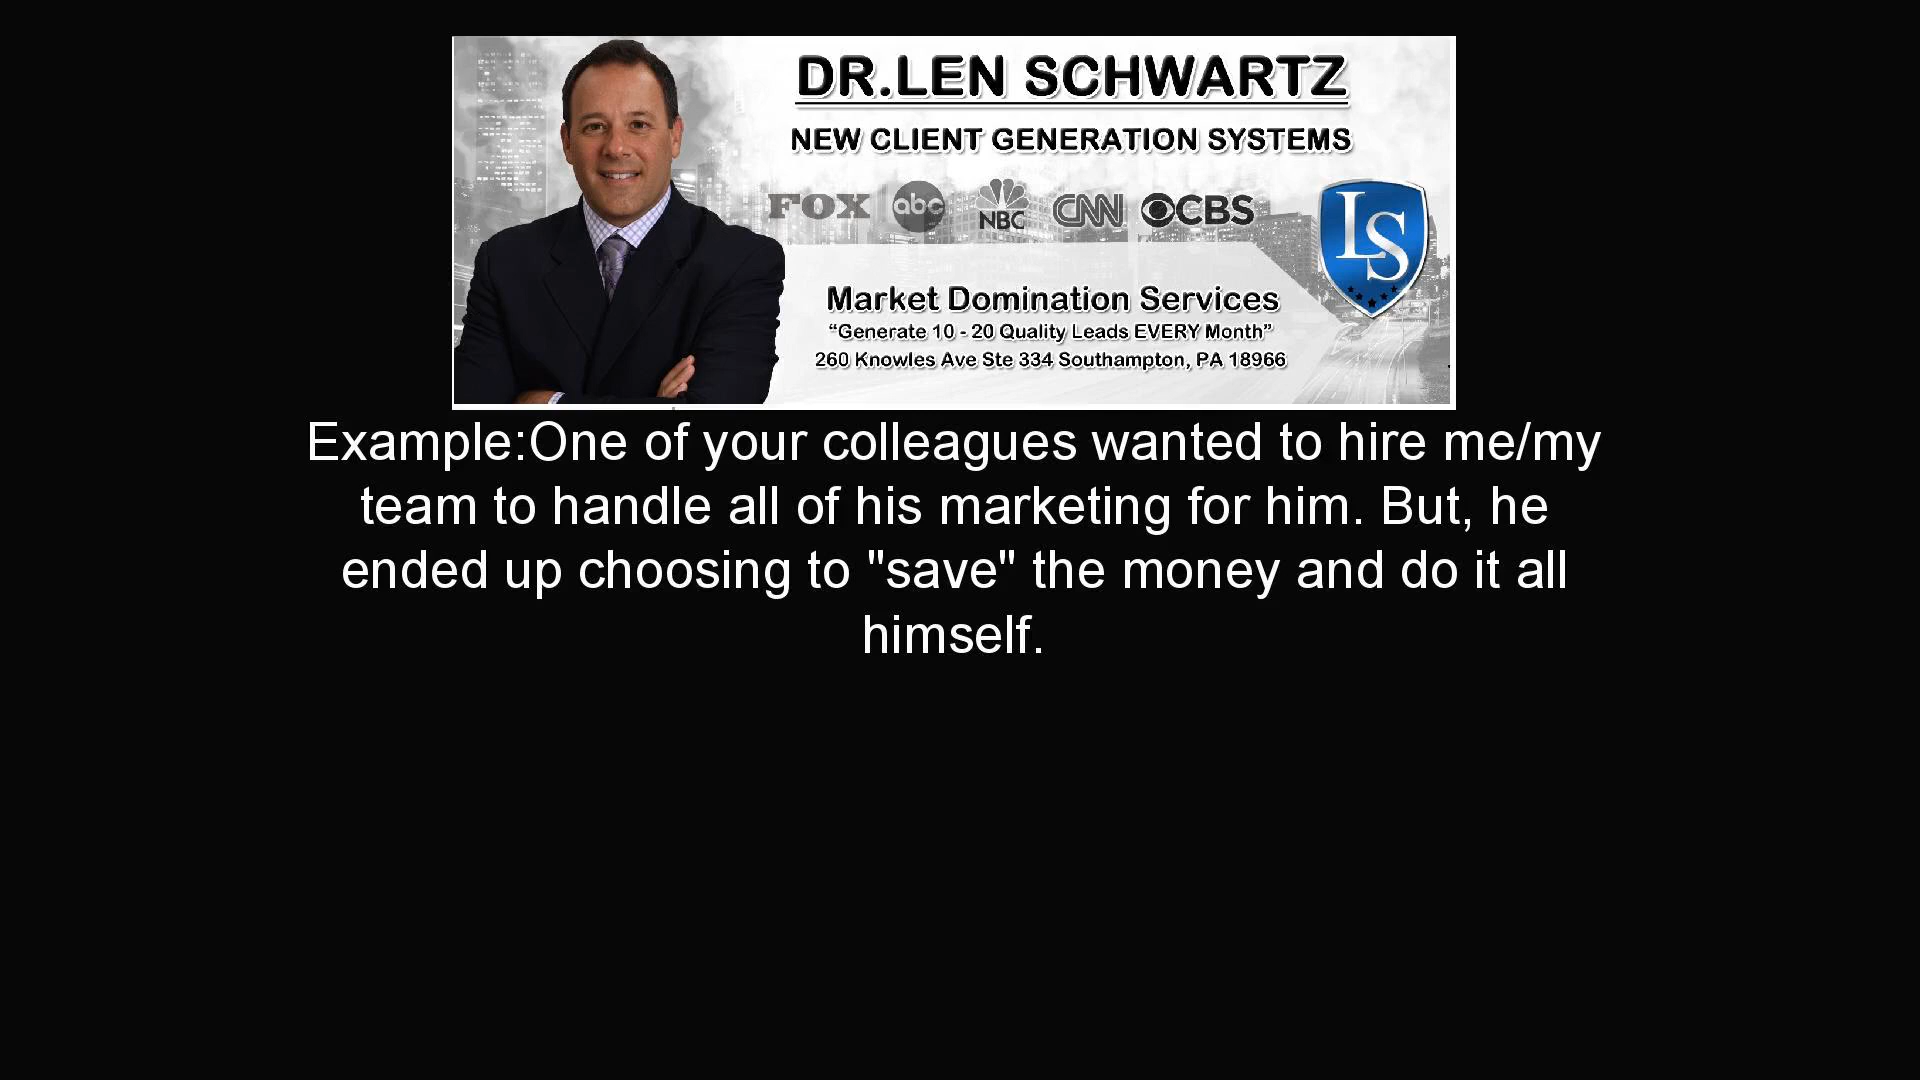 DR.LEN SCHWARTZ
NEW CLIENT GENERATION SYSTEMS
FOX abc NBC CNN CBS
LS
Market Domination Services
“Generate 10 - 20 Quality Leads EVERY Month”
260 Knowles Ave Ste 334 Southampton, PA 18966
Example:One of your colleagues wanted to hire me/my
team to handle all of his marketing for him. But, he
ended up choosing to "save" the money and do it all
himself.